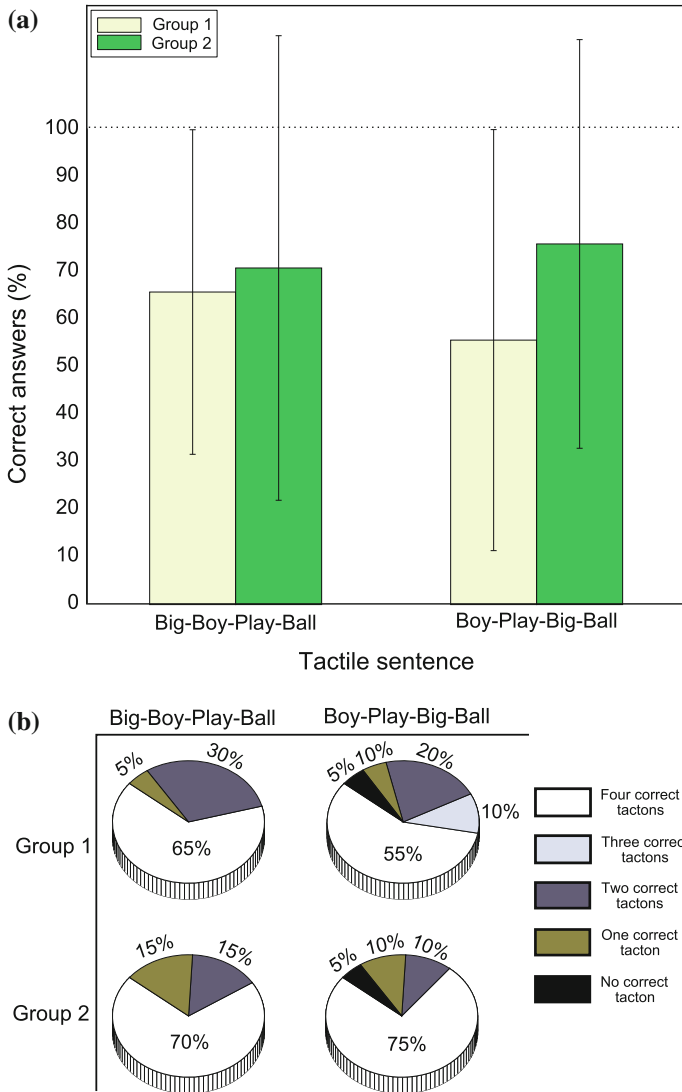 (a)
Group 1
Group 2
100
90
80
70
60
50
40
30
20
10
0
Correct answers (%)
Big-Boy-Play-Ball
Boy-Play-Big-Ball
Tactile sentence
(b)
Big-Boy-Play-Ball
Boy-Play-Big-Ball
Group 1
5%
30%
65%
5%
10%
20%
10%
55%
Group 2
15%
15%
70%
5%
10%
10%
75%
Four correct
tactons
Three correct
tactons
Two correct
tactons
One correct
tacton
No correct
tacton